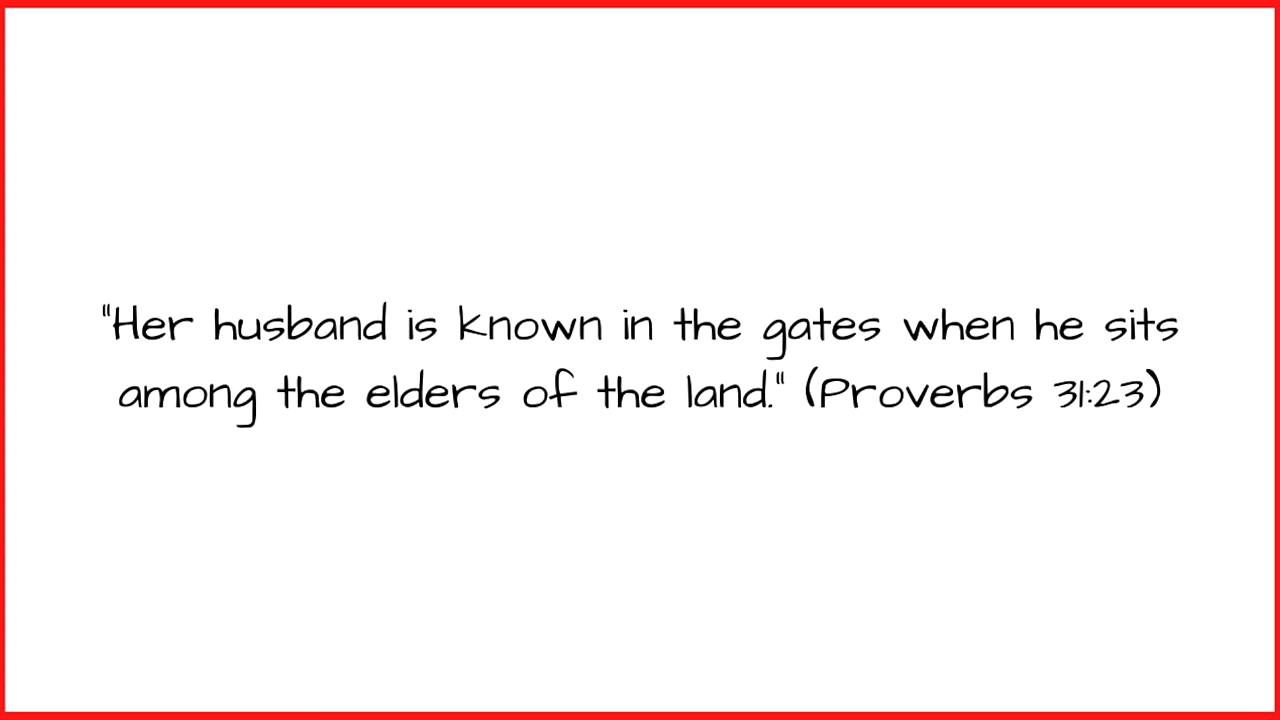 "Her husband is known in the gates when he sits
among the elders of the land." (Proverbs 31:23)